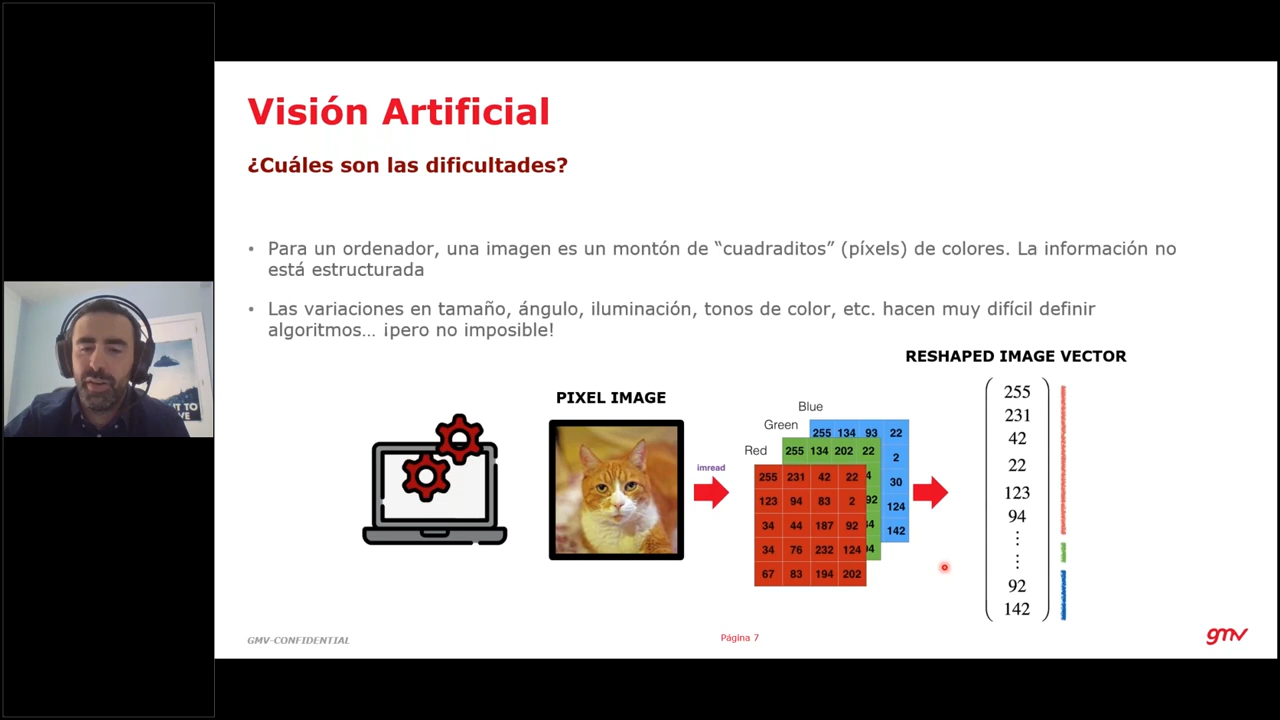 Visión Artificial
¿Cuáles son las dificultades?
• Para un ordenador, una imagen es un montón de “cuadraditos” (píxels) de colores. La información no
está estructurada
• Las variaciones en tamaño, ángulo, iluminación, tonos de color, etc. hacen muy difícil definir
algoritmos… ¡pero no imposible!
RESHAPED IMAGE VECTOR
PIXEL IMAGE
imread
Blue
255 134 93 22
2
30
124
142
Green
255 134 202 22
Red
255 231 42 22
123 94 83 2
34 44 187 92
34 76 232 124
67 83 194 202
255
231
42
22
123
94
⋮
⋮
92
142
GMV-CONFIDENTIAL
Página 7
gmv